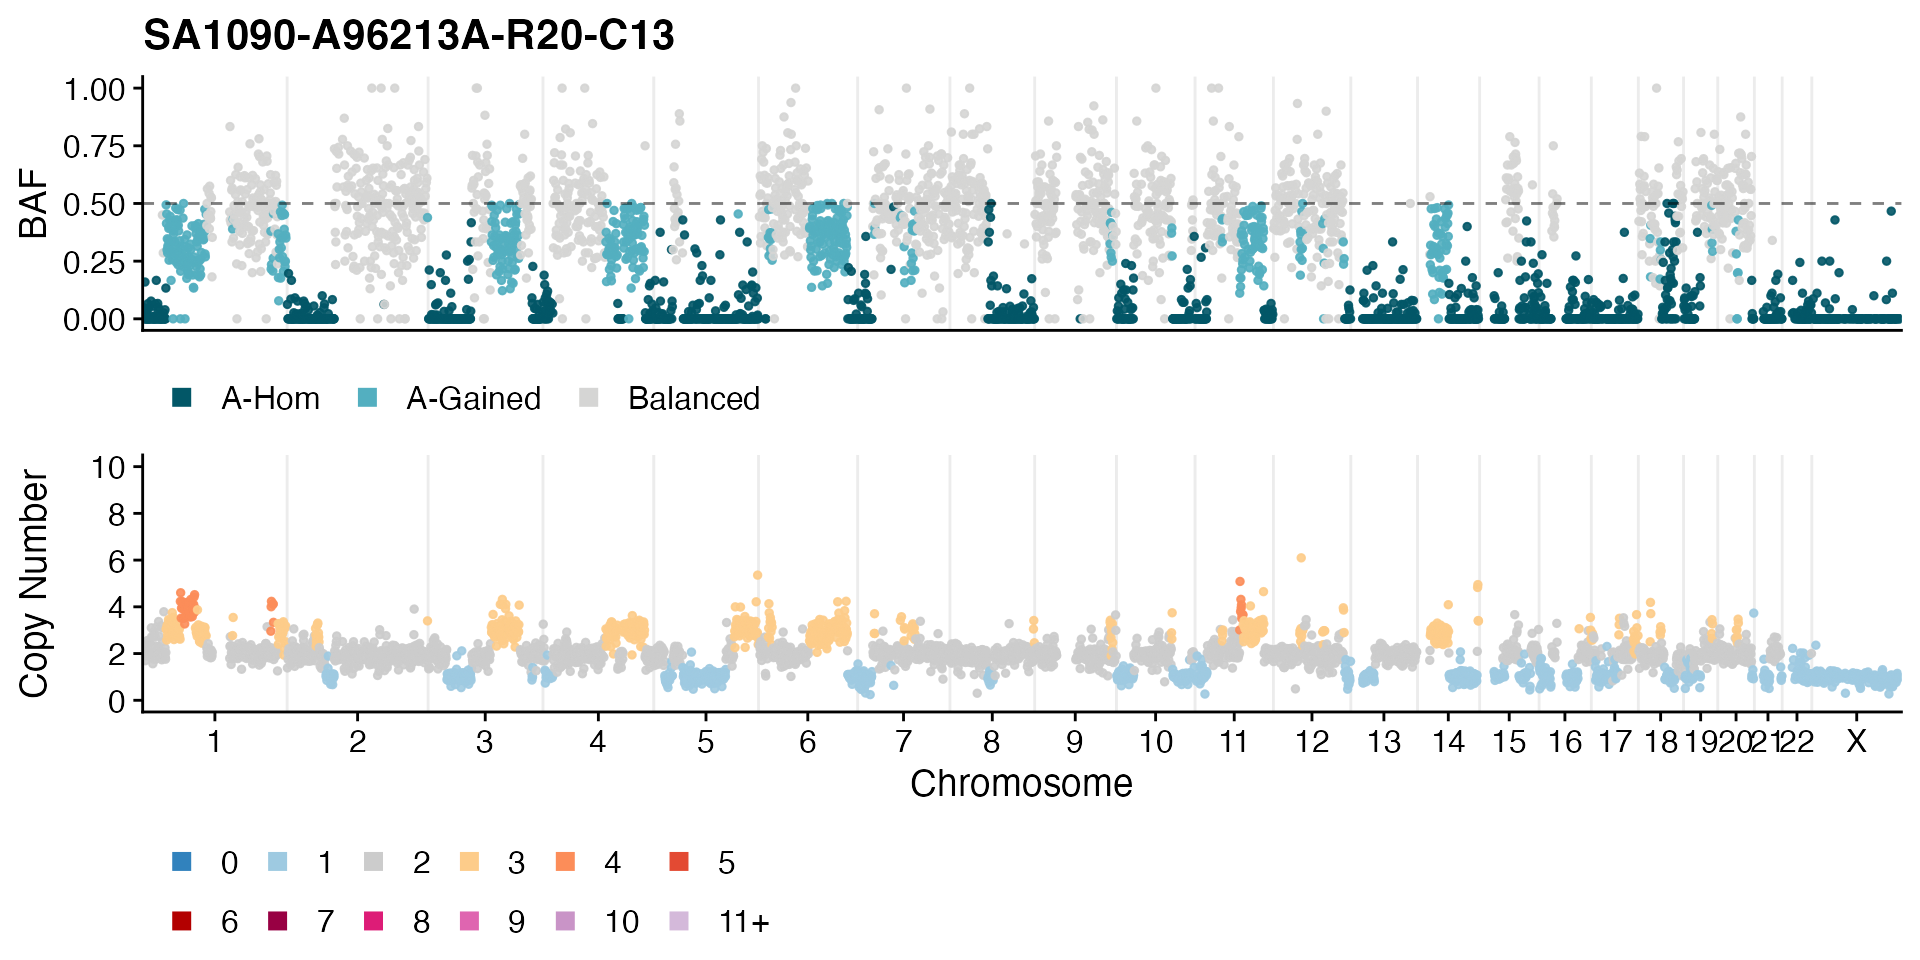 SA1090-A96213A-R20-C13
1.00
0.75
0.50
0.25
0.00
BAF
A-Hom A-Gained Balanced
10
8
6
4
2
0
Copy Number
1 2 3 4 5 6 7 8 9 10 11 12 13 14 15 16 17 18 19 20 21 22 X
Chromosome
0 1 2 3 4 5
6 7 8 9 10 11+